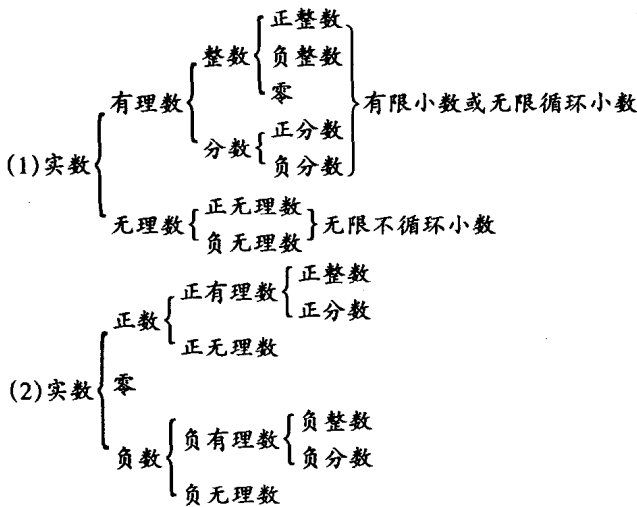 正整数
整数 负整数
零
有理数 有限小数或无限循环小数
分数 正分数
负分数
(1)实数
无理数 正无理数 无限不循环小数
负无理数
正整数
正有理数
正分数
正数
正无理数
(2)实数 零
负整数
负有理数
负分数
负数
负无理数